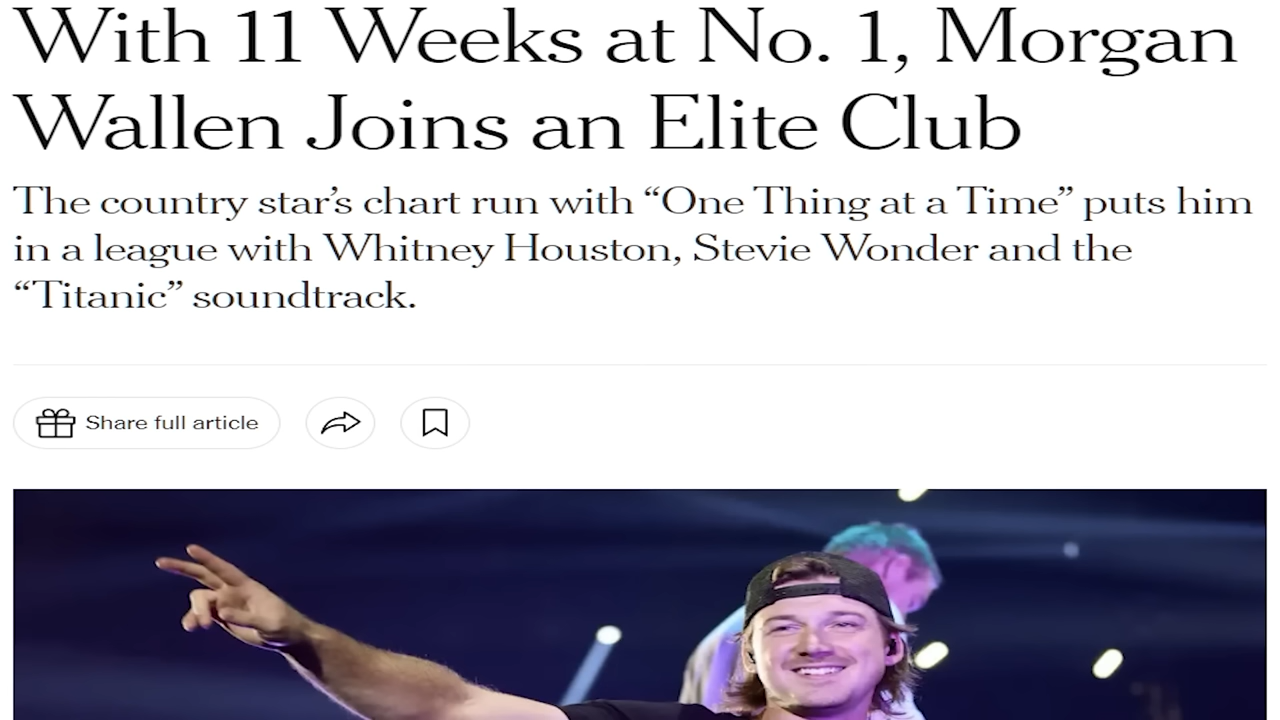 With 11 Weeks at No. 1, Morgan
Wallen Joins an Elite Club
The country star’s chart run with “One Thing at a Time” puts him
in a league with Whitney Houston, Stevie Wonder and the
“Titanic” soundtrack.
Share full article